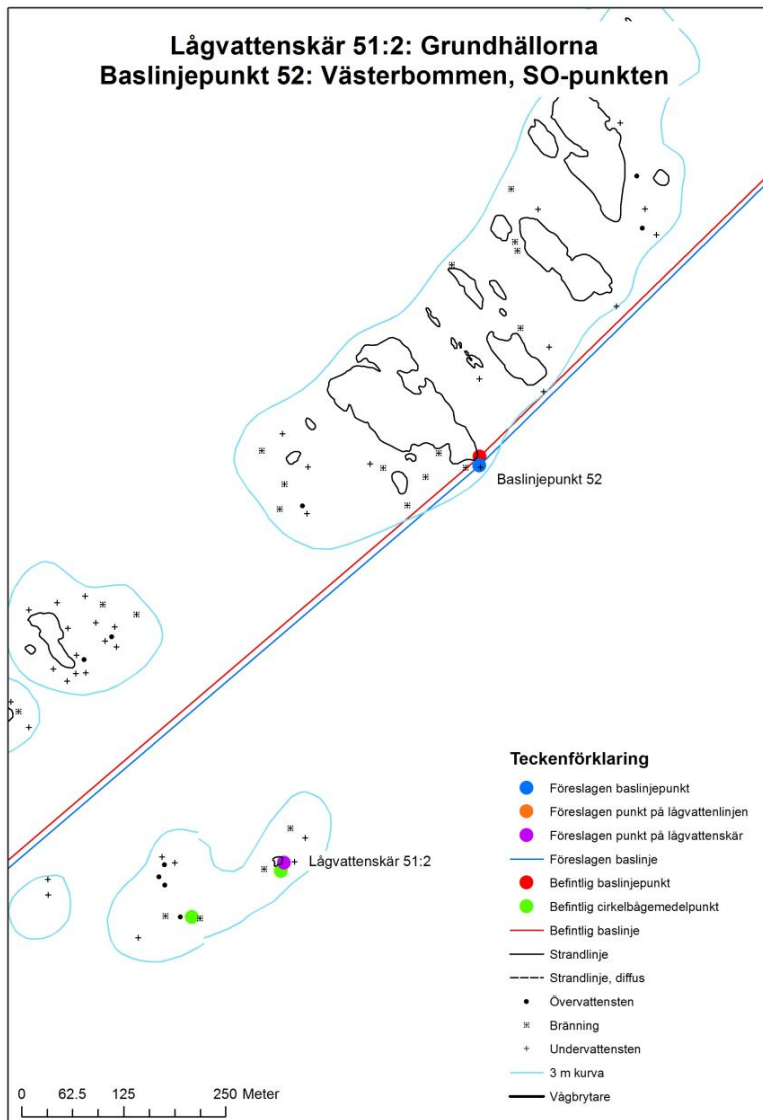 Lågvattenskär 51:2: Grundhällorna
Baslinjepunkt 52: Västerbommen, SO-punkten
Baslinjepunkt 52
Lågvattenskär 51:2
Teckenförklaring
Föreslagen baslinjepunkt
Föreslagen punkt på lågvattenlinjen
Föreslagen punkt på lågvattenskär
Föreslagen baslinje
Befintlig baslinjepunkt
Befintlig cirkelbågemedelpunkt
Befintlig baslinje
Strandlinje
Strandlinje, diffus
Övervattensten
Bränning
Undervattensten
3 m kurva
Vågbrytare
0 62.5 125 250 Meter